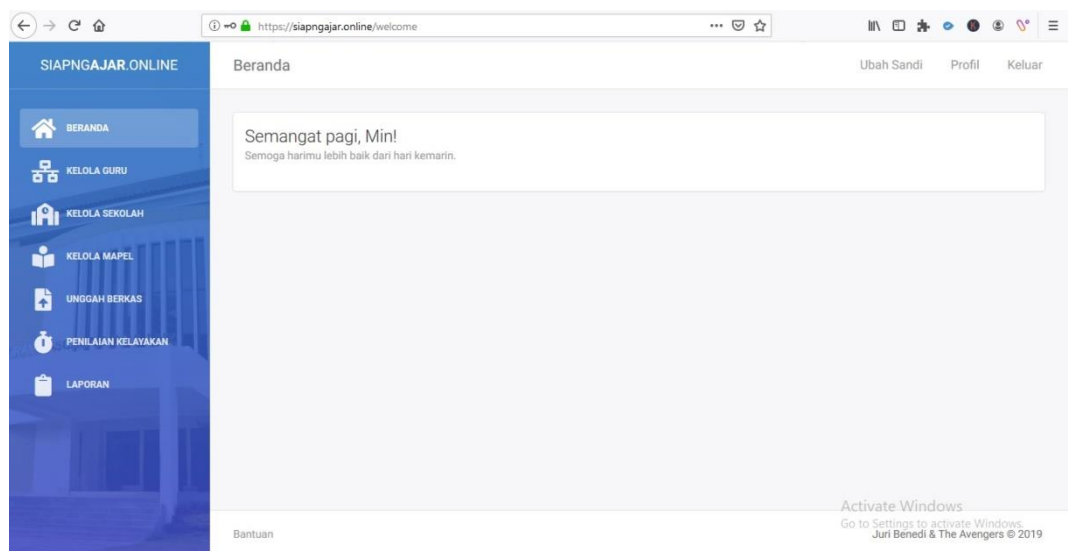 https://siapngajar.online/welcome
SIAPNGAJAR.ONLINE
Beranda
Ubah Sandi
Profil
Keluar
BERANDA
KELOLA GURU
KELOLA SEKOLAH
KELOLA MAPEL
UNGGAH BERKAS
PENILAIAN KELAYAKAN
LAPORAN
Semangat pagi, Min!
Semoga harimu lebih baik dari hari kemarin.
Activate Windows
Go to Settings to activate Windows.
Bantuan
Juri Benedi & The Avengers © 2019